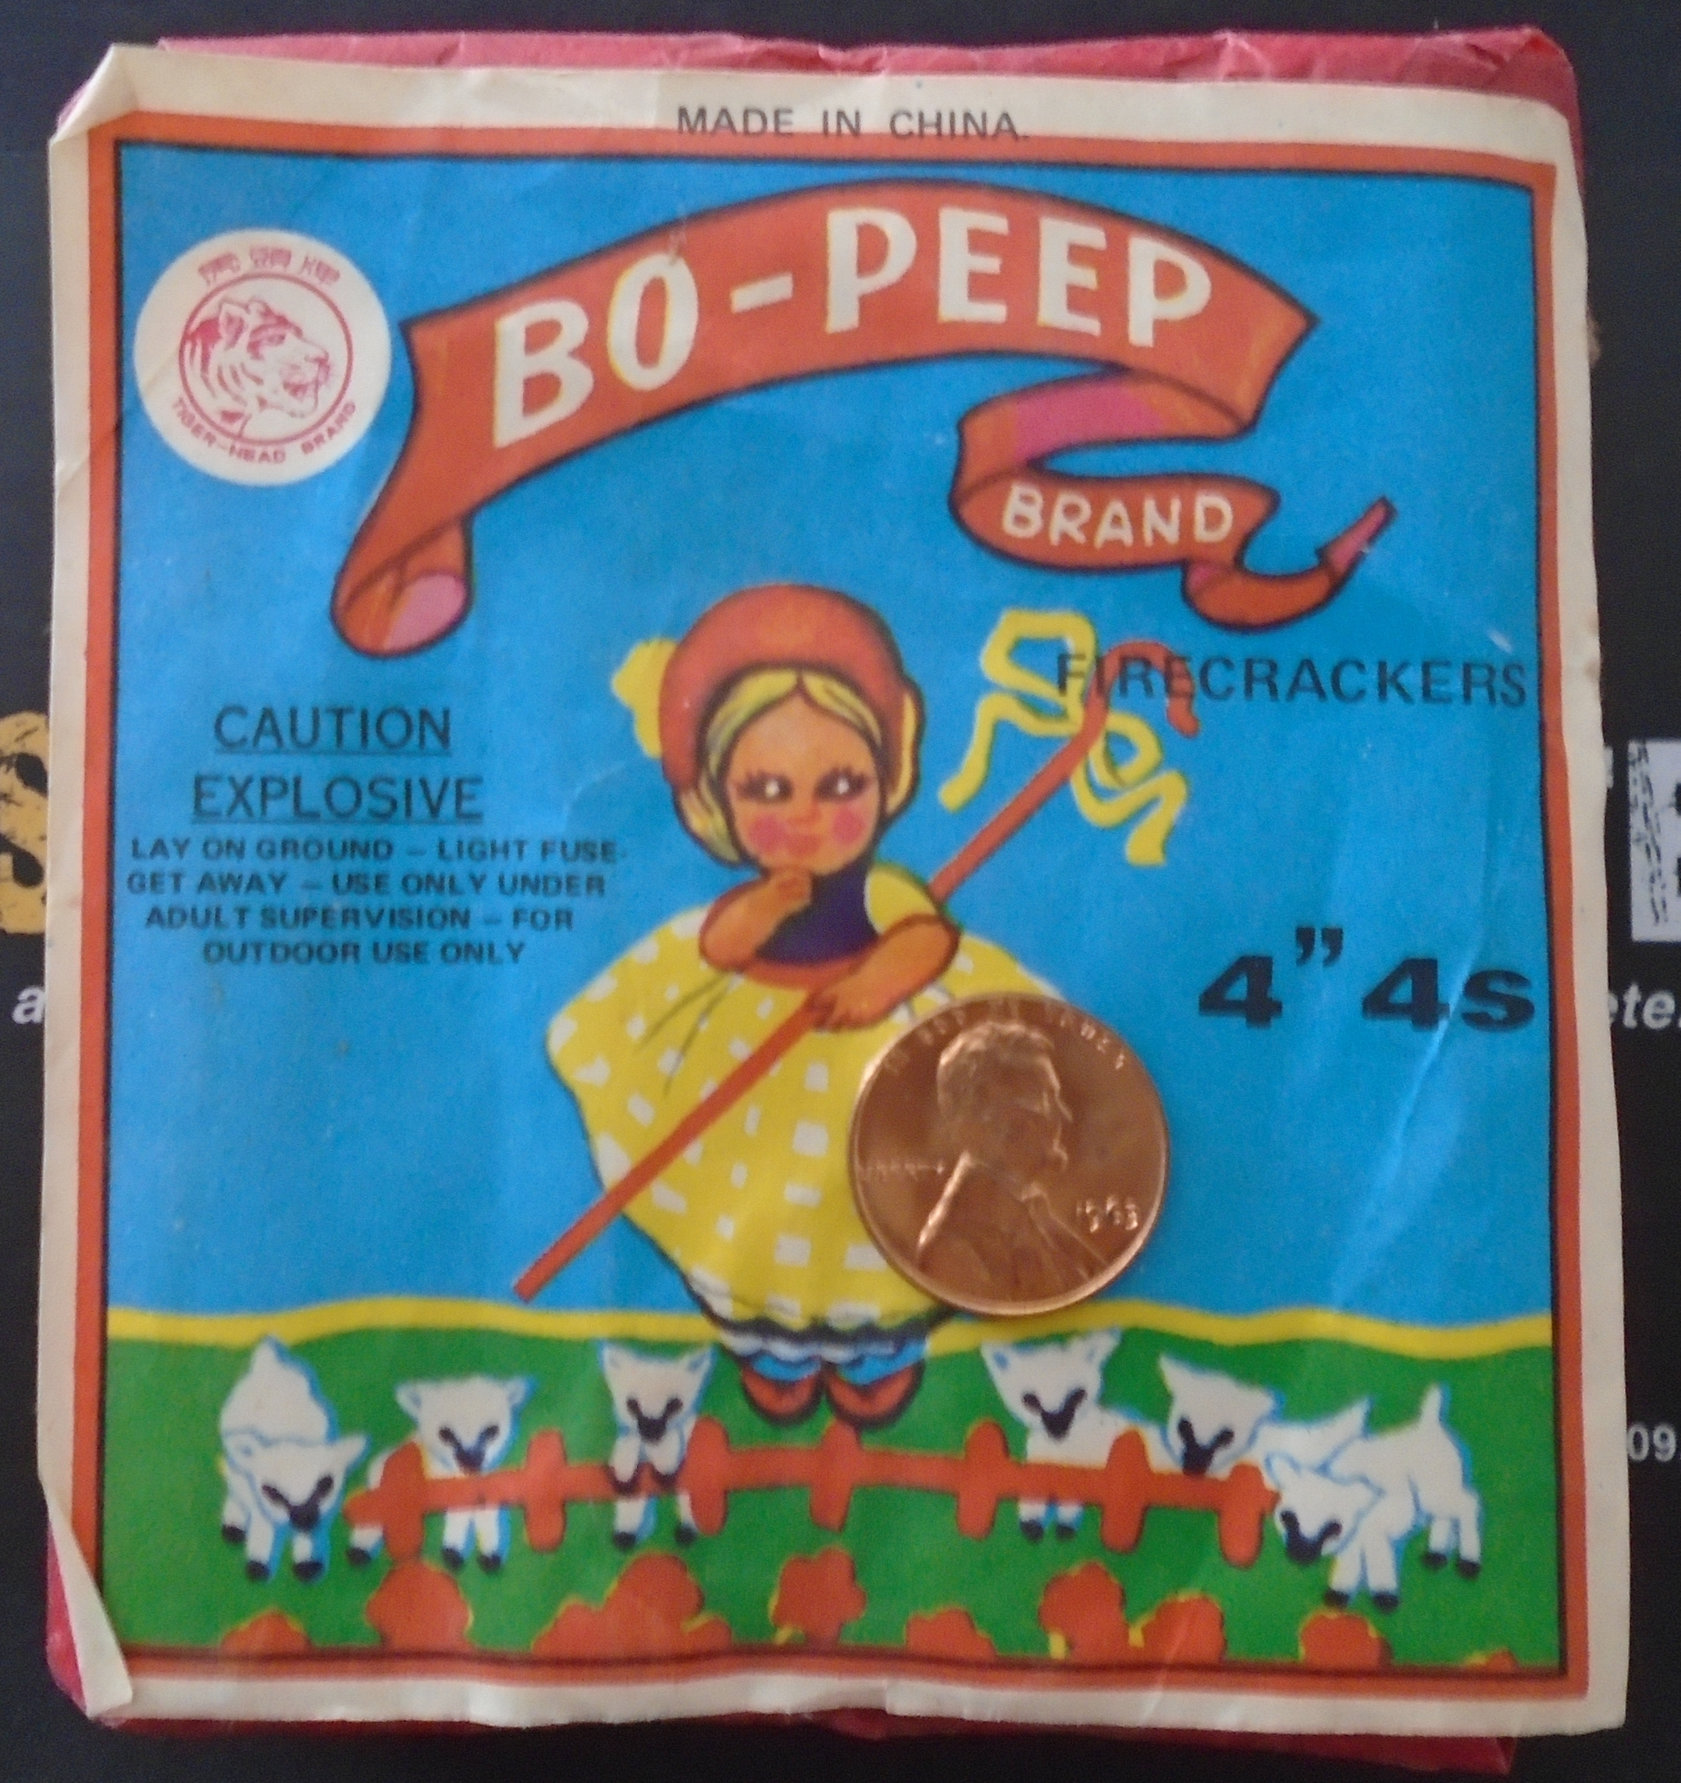 MADE IN CHINA.
BO-PEEP
BRAND
TIGER-HEAD BRAND
FIRECRACKERS
CAUTION
EXPLOSIVE
LAY ON GROUND – LIGHT FUSE-
GET AWAY – USE ONLY UNDER
ADULT SUPERVISION – FOR
OUTDOOR USE ONLY
4” 4s
09